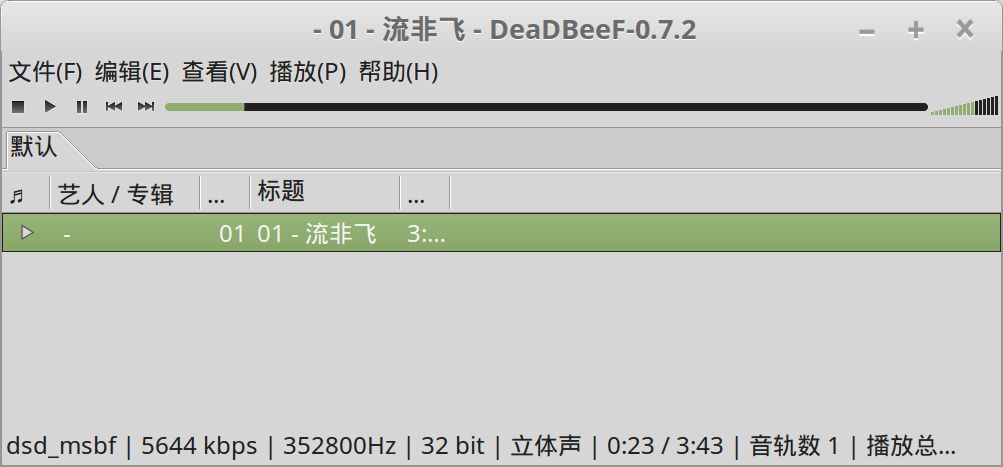 - 01 - 流非飞 - DeaDBeeF-0.7.2
文件(F) 编辑(E) 查看(V) 播放(P) 帮助(H)
默认
♬ 艺人 / 专辑 ... 标题 ...
- 01 01 - 流非飞 3:...
dsd_msbf | 5644 kbps | 352800Hz | 32 bit | 立体声 | 0:23 / 3:43 | 音轨数 1 | 播放总...